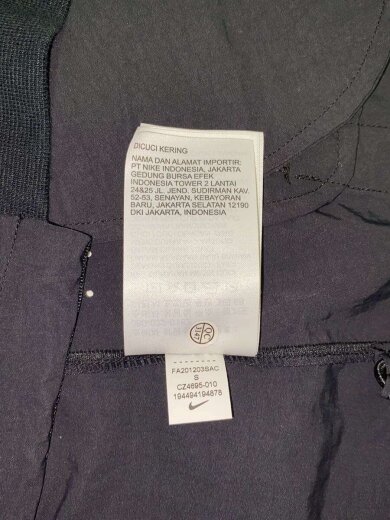 DICUCI KERING
NAMA DAN ALAMAT IMPORTIR;
PT NIKE INDONESIA, JAKARTA
GEDUNG BURSA EFEK
INDONESIA TOWER 2 LANTAI
24&25 JL. JEND. SUDIRMAN KAV.
52-53, SENAYAN, KEBAYORAN
BARU, JAKARTA SELATAN 12190
DKI JAKARTA, INDONESIA
QC
FA201203SAC
S
CZ4695-010
194494194878